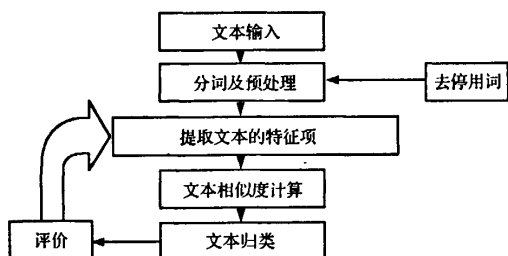 文本输入
分词及预处理
去停用词
提取文本的特征项
文本相似度计算
评价
文本归类